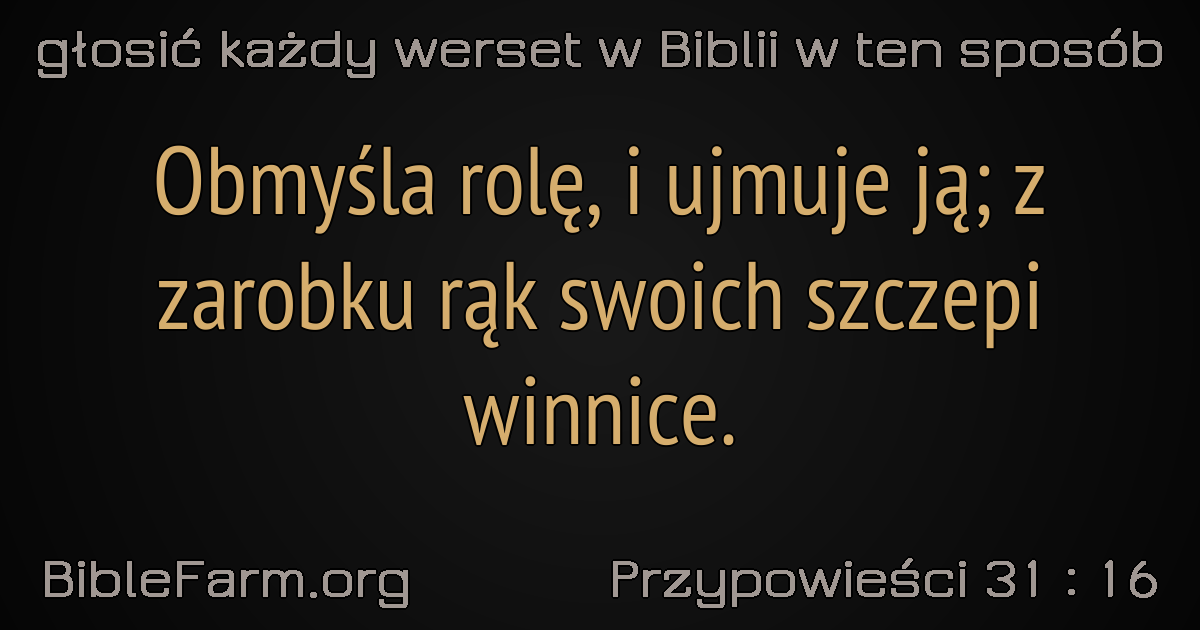 głosić każdy werset w Biblii w ten sposób
Obmyśla rolę, i ujmuje ją; z
zarobku rąk swoich szczepi
winnice.
BibleFarm.org
Przypowieści 31 : 16